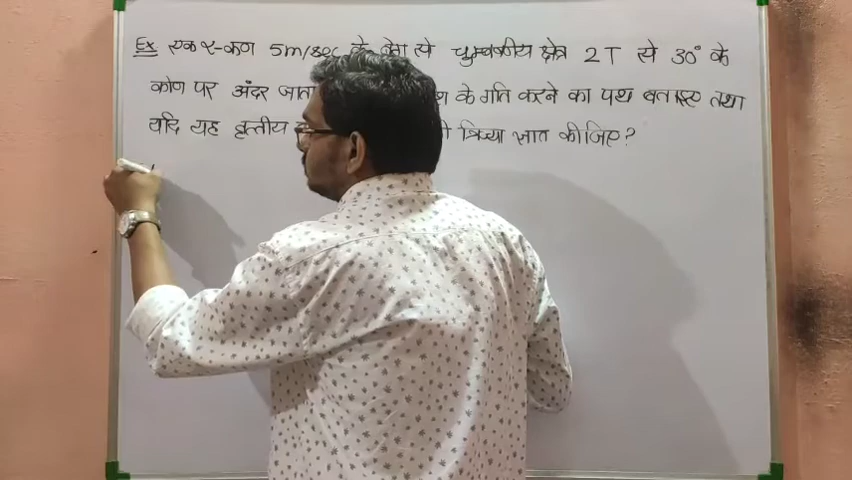 Ex एक α-कण 5m/sec के वेग से चुम्बकीय क्षेत्र 2T से 30° के
कोण पर अंदर जाता के गति करने का पथ बताइए तथा
यदि यह वृत्तीय त्रिज्या ज्ञात कीजिए?